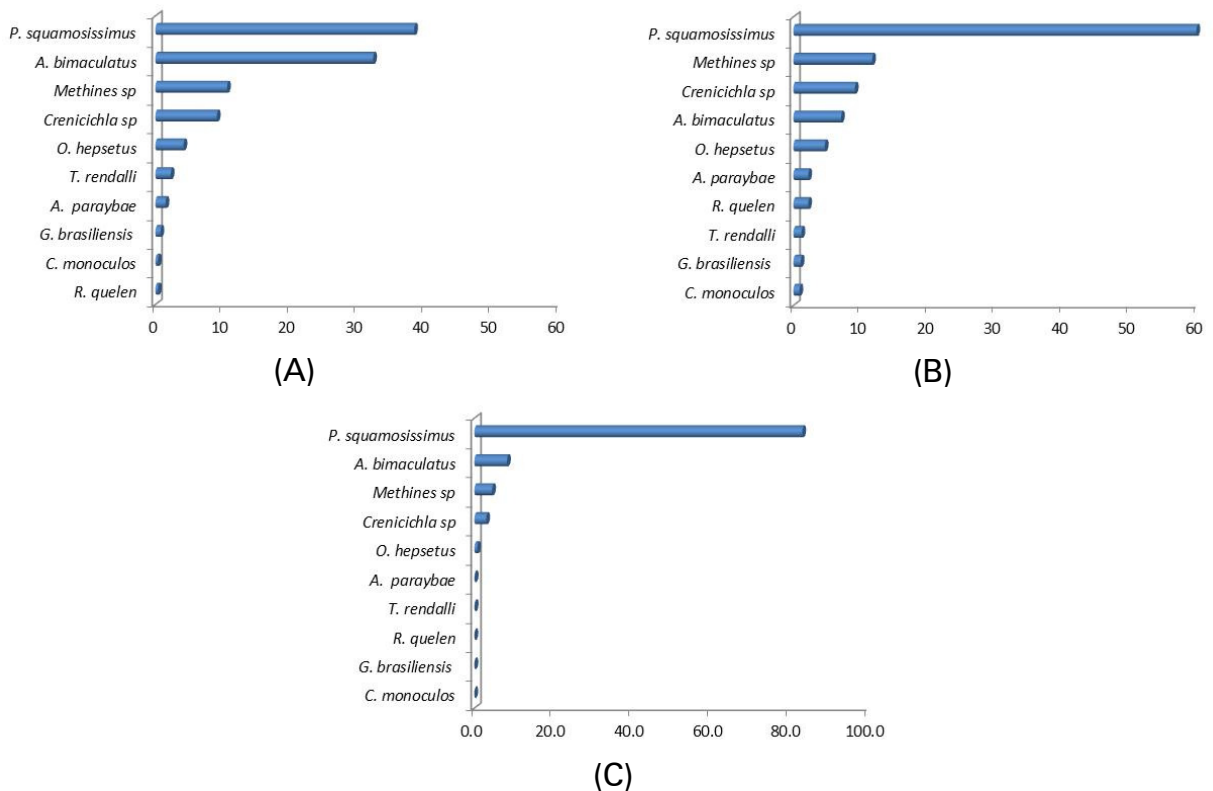 P. squamosissimus
A. bimaculatus
Methines sp
Crenicichla sp
O. hepsetus
T. rendalli
A. paraybae
G. brasiliensis
C. monoculos
R. quelen
0 10 20 30 40 50 60
(A)
P. squamosissimus
Methines sp
Crenicichla sp
A. bimaculatus
O. hepsetus
A. paraybae
R. quelen
T. rendalli
G. brasiliensis
C. monoculos
0 10 20 30 40 50 60
(B)
P. squamosissimus
A. bimaculatus
Methines sp
Crenicichla sp
O. hepsetus
A. paraybae
T. rendalli
R. quelen
G. brasiliensis
C. monoculos
0.0 20.0 40.0 60.0 80.0 100.0
(C)